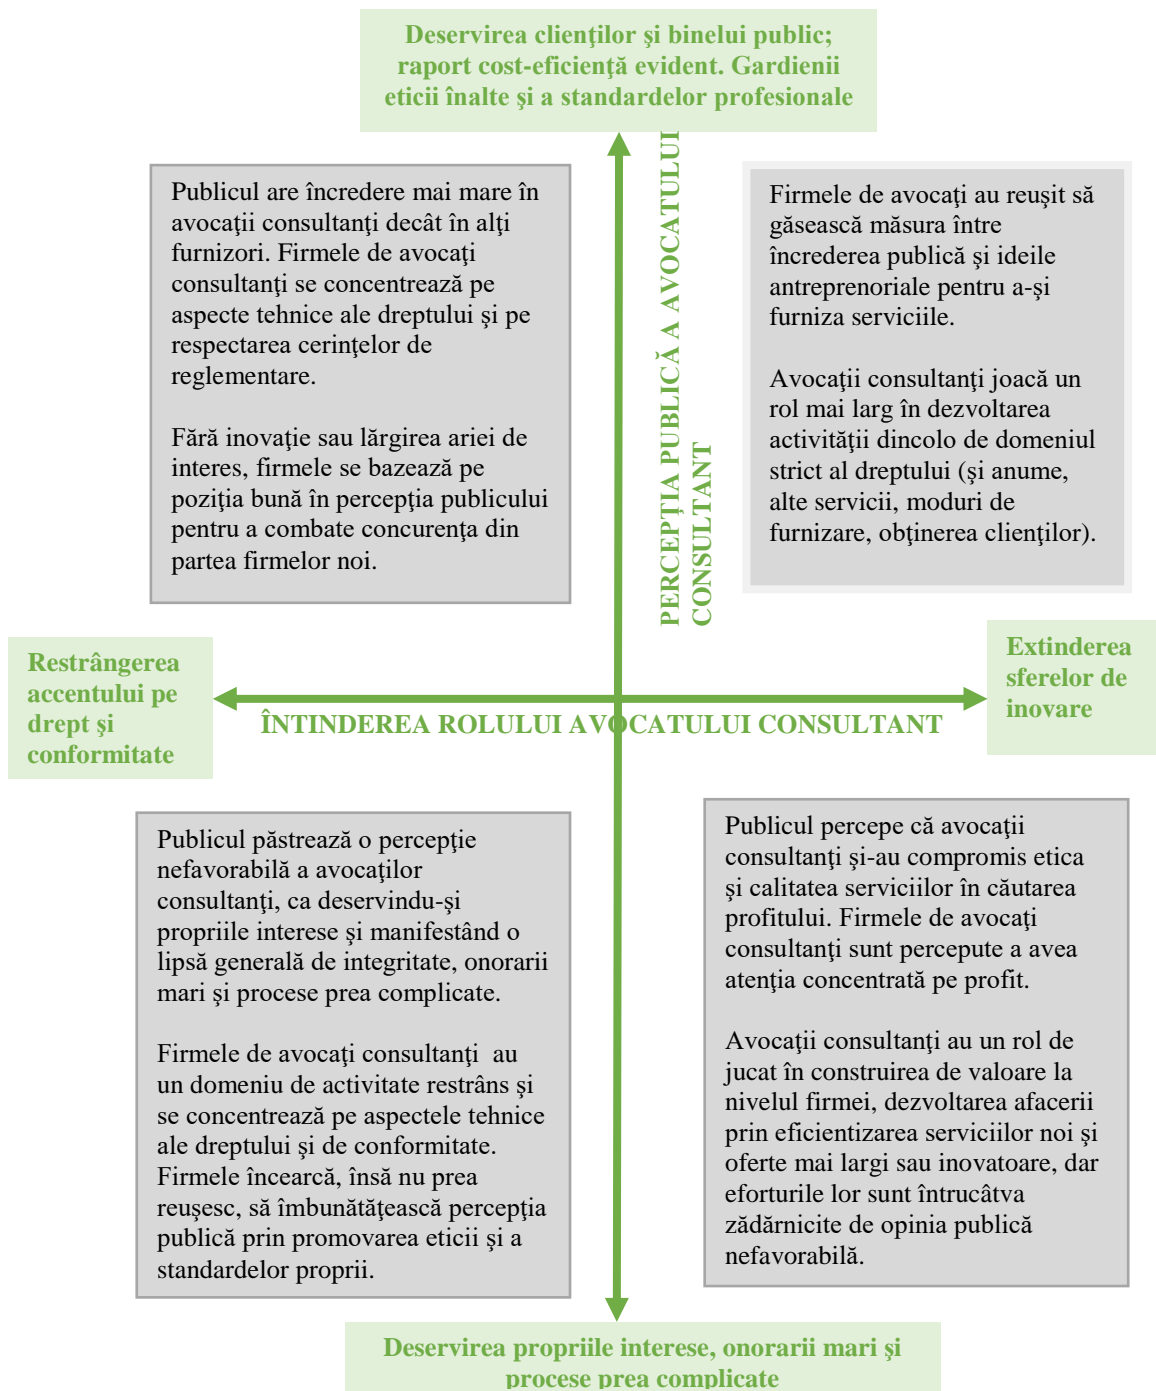 Deservirea clienţilor şi binelui public;
raport cost-eficienţă evident. Gardienii
eticii înalte şi a standardelor profesionale
PERCEPŢIA PUBLICĂ A AVOCATULUI
CONSULTANT
Publicul are încredere mai mare în
avocaţii consultanţi decât în alţi
furnizori. Firmele de avocaţi
consultanţi se concentrează pe
aspecte tehnice ale dreptului şi pe
respectarea cerinţelor de
reglementare.
Fără inovaţie sau lărgirea ariei de
interes, firmele se bazează pe
poziţia bună în percepţia publicului
pentru a combate concurenţa din
partea firmelor noi.
Firmele de avocaţi au reuşit să
găsească măsura între
încrederea publică şi ideile
antreprenoriale pentru a-şi
furniza serviciile.
Avocaţii consultanţi joacă un
rol mai larg în dezvoltarea
activităţii dincolo de domeniul
strict al dreptului (şi anume,
alte servicii, moduri de
furnizare, obţinerea clienţilor).
Restrângerea
accentului pe
drept şi
conformitate
ÎNTINDEREA ROLULUI AVOCATULUI CONSULTANT
Extinderea
sferelor de
inovare
Publicul păstrează o percepţie
nefavorabilă a avocaţilor
consultanţi, ca deservindu-şi
propriile interese şi manifestând o
lipsă generală de integritate, onorarii
mari şi procese prea complicate.
Firmele de avocaţi consultanţi au
un domeniu de activitate restrâns şi
se concentrează pe aspectele tehnice
ale dreptului şi de conformitate.
Firmele încearcă, însă nu prea
reuşesc, să îmbunătăţească percepţia
publică prin promovarea eticii şi a
standardelor proprii.
Publicul percepe că avocaţii
consultanţi şi-au compromis etica
şi calitatea serviciilor în căutarea
profitului. Firmele de avocaţi
consultanţi sunt percepute a avea
atenţia concentrată pe profit.
Avocaţii consultanţi au un rol de
jucat în construirea de valoare la
nivelul firmei, dezvoltarea afacerii
prin eficientizarea serviciilor noi şi
oferte mai largi sau inovatoare, dar
eforturile lor sunt întrucâtva
zădărnicite de opinia publică
nefavorabilă.
Deservirea propriile interese, onorarii mari şi
procese prea complicate